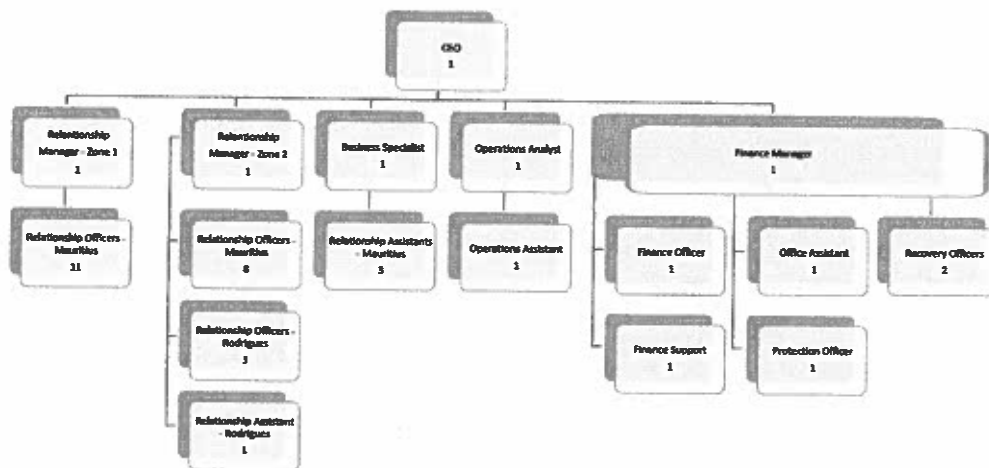 CEO
1
Relentionship
Manager - Zone 1
1
Relentionship
Manager - Zone 2
1
Business Specialist
1
Operations Analyst
1
Finance Manager
1
Relationship Officers -
Mauritius
11
Relationship Officers -
Mauritius
8
Relationship Assistants
- Mauritius
3
Operations Assistant
1
Finance Officer
1
Office Assistant
1
Recovery Officers
2
Relationship Officers -
Rodrigues
3
Finance Support
1
Protection Officer
1
Relationship Assistant
- Rodrigues
1